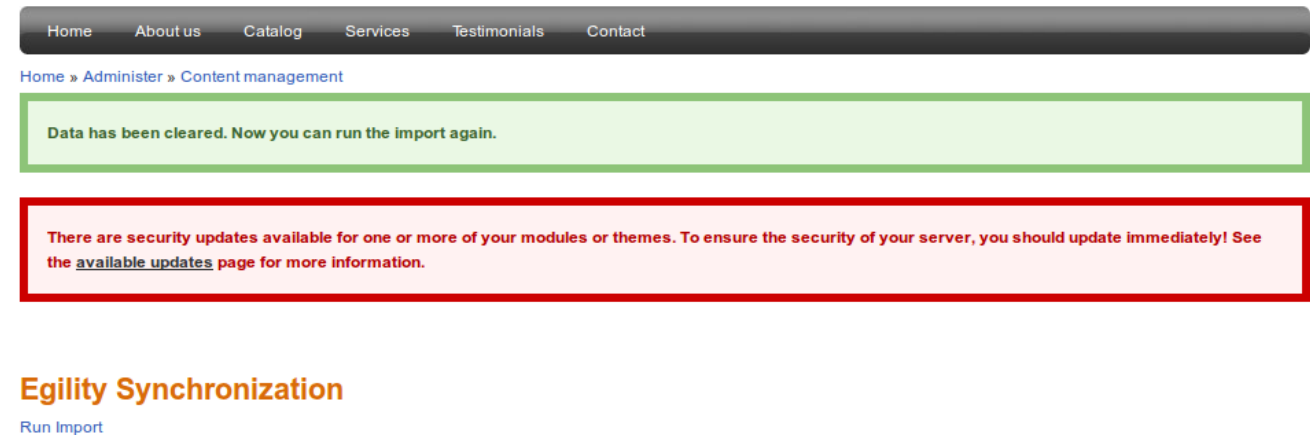 Home About us Catalog Services Testimonials Contact
Home » Administer » Content management
Data has been cleared. Now you can run the import again.
There are security updates available for one or more of your modules or themes. To ensure the security of your server, you should update immediately! See
the available updates page for more information.
Egility Synchronization
Run Import